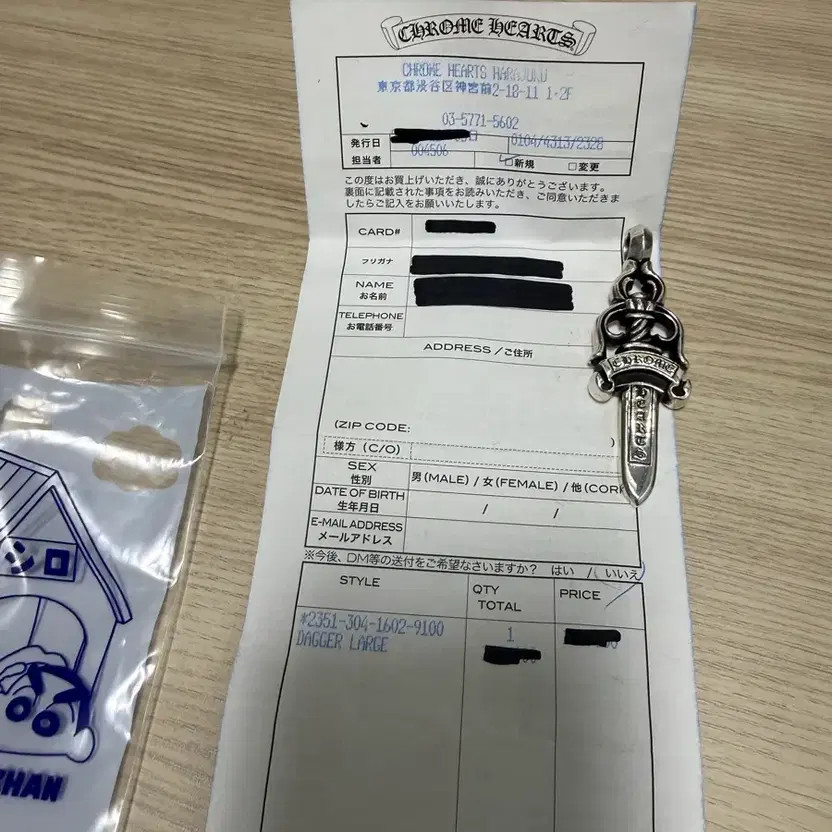 CHROME HEARTS
CHROME HEARTS HARAJUKU
東京都渋谷区神宮前2-18-11 1・2F
03-5771-5602
発行日
0104/4313/2328
担当者 004506 □新規 □変更
この度はお買上げいただき、誠にありがとうございます。
裏面に記載された事項をお読みいただき、ご同意いただきま
したらご記入をお願いいたします。
CARD#
フリガナ
NAME
お名前
TELEPHONE
お電話番号
ADDRESS/ご住所
(ZIP CODE: )
様方 (C/O)
SEX
性別
男(MALE) / 女(FEMALE) / 他(COR
DATE OF BIRTH
生年月日
/ /
E-MAIL ADDRESS
メールアドレス
※今後、DM等の送付をご希望なさいますか? はい / いいえ
STYLE QTY TOTAL PRICE
*2351-304-1602-9100 1
DAGGER LARGE
CHROME
HEARTS
シロ
CHAN